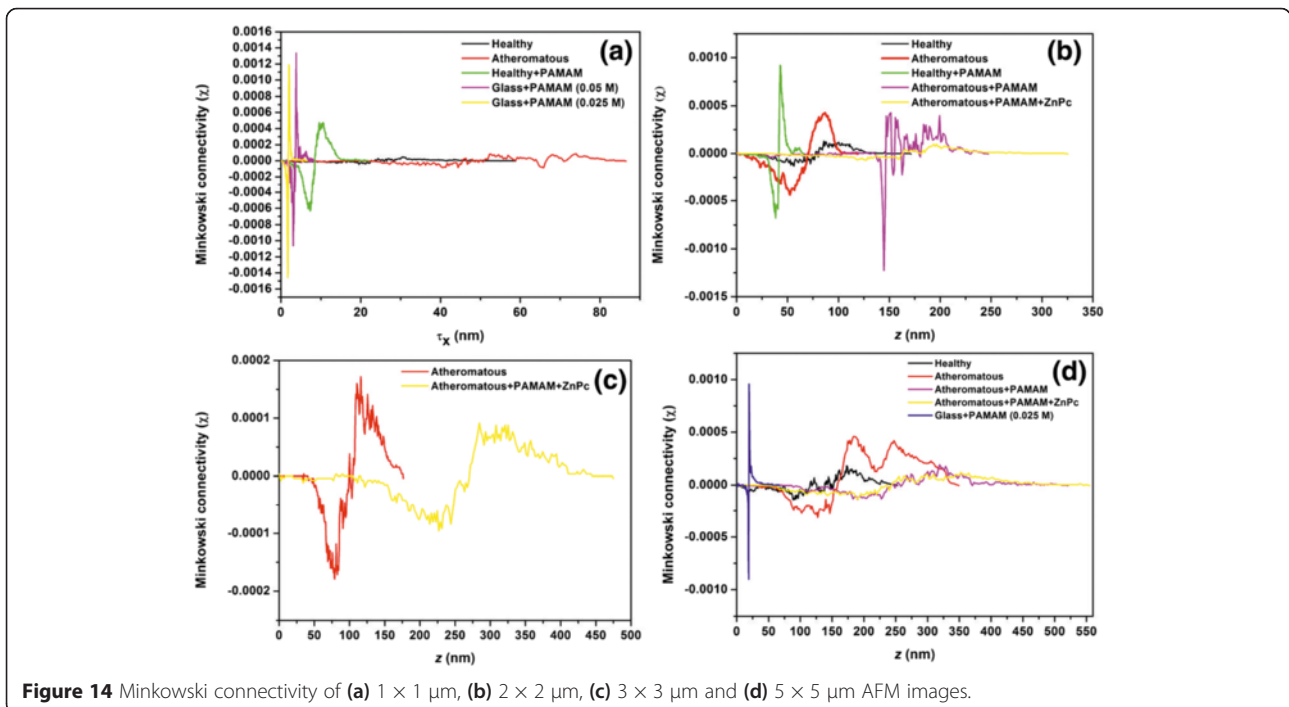 0.0016
0.0014
0.0012
0.0010
0.0008
0.0006
0.0004
0.0002
0.0000
-0.0002
-0.0004
-0.0006
-0.0008
-0.0010
-0.0012
-0.0014
-0.0016
Minkowski connectivity (χ)
Healthy
Atheromatous
Healthy+PAMAM
Glass+PAMAM (0.05 M)
Glass+PAMAM (0.025 M)
(a)
0 20 40 60 80
τx (nm)
0.0010
0.0005
0.0000
-0.0005
-0.0010
-0.0015
Minkowski connectivity (χ)
Healthy
Atheromatous
Healthy+PAMAM
Atheromatous+PAMAM
Atheromatous+PAMAM+ZnPc
(b)
0 50 100 150 200 250 300 350
z (nm)
0.0002
0.0001
0.0000
-0.0001
-0.0002
Minkowski connectivity (χ)
Atheromatous
Atheromatous+PAMAM+ZnPc
(c)
0 50 100 150 200 250 300 350 400 450 500
z (nm)
0.0010
0.0005
0.0000
-0.0005
-0.0010
Minkowski connectivity (χ)
Healthy
Atheromatous
Atheromatous+PAMAM
Atheromatous+PAMAM+ZnPc
Glass+PAMAM (0.025 M)
(d)
0 50 100 150 200 250 300 350 400 450 500 550
z (nm)
Figure 14 Minkowski connectivity of (a) 1 × 1 μm, (b) 2 × 2 μm, (c) 3 × 3 μm and (d) 5 × 5 μm AFM images.